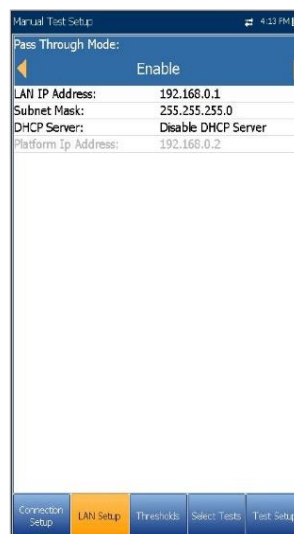 Manual Test Setup 4:13 PM
Pass Through Mode:
Enable
LAN IP Address: 192.168.0.1
Subnet Mask: 255.255.255.0
DHCP Server: Disable DHCP Server
Platform Ip Address: 192.168.0.2
Connection Setup LAN Setup Thresholds Select Tests Test Setup